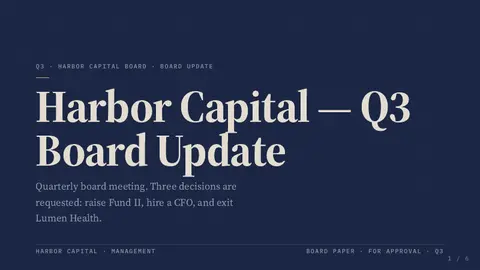 Q3 · HARBOR CAPITAL BOARD · BOARD UPDATE
Harbor Capital — Q3
Board Update
Quarterly board meeting. Three decisions are
requested: raise Fund II, hire a CFO, and exit
Lumen Health.
HARBOR CAPITAL · MANAGEMENT
BOARD PAPER · FOR APPROVAL · Q3
1 / 6